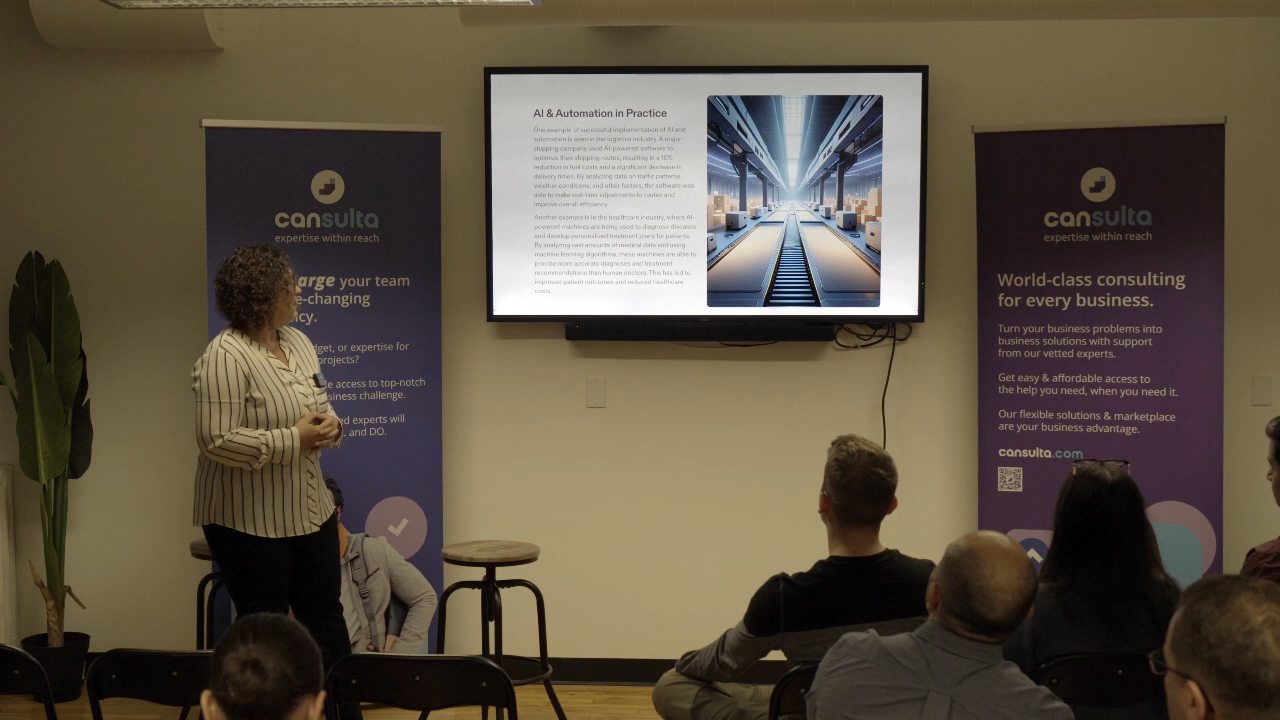 AI & Automation in Practice
One example of successful implementation of AI and
automation is seen in the logistics industry. A major
shipping company used AI-powered software to
optimize their shipping routes, resulting in a 10%
reduction in fuel costs and a significant decrease in
delivery times. By analyzing data on traffic patterns,
weather conditions, and other factors, the software was
able to make real-time adjustments to routes and
improve overall efficiency.
Another example is in the healthcare industry, where AI-
powered machines are being used to diagnose diseases
and develop personalized treatment plans for patients.
By analyzing vast amounts of medical data and using
machine learning algorithms, these machines are able to
provide more accurate diagnoses and treatment
recommendations than human doctors. This has led to
improved patient outcomes and reduced healthcare
costs.
cansulta
expertise within reach
your team
-changing
or expertise for
projects?
access to top-notch
challenge.
experts will
and DO.
cansulta
expertise within reach
World-class consulting
for every business.
Turn your business problems into
business solutions with support
from our vetted experts.
Get easy & affordable access to
the help you need, when you need it.
Our flexible solutions & marketplace
are your business advantage.
cansulta.com